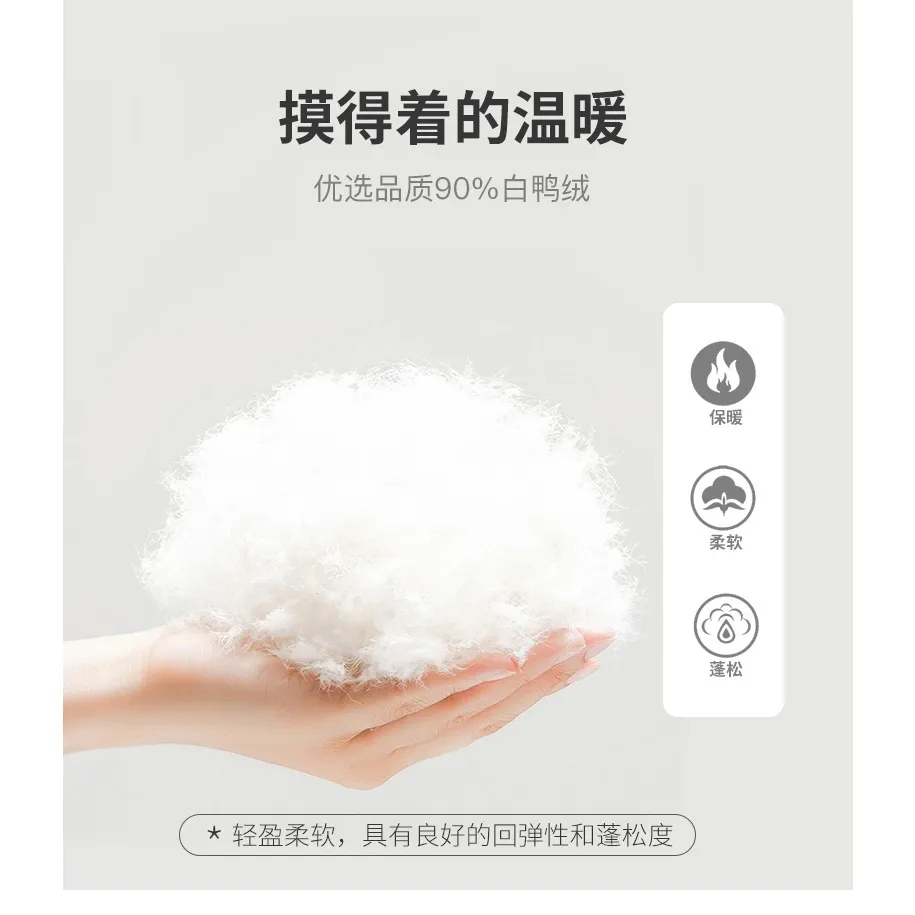 摸得着的温暖
优选品质90%白鸭绒
保暖
柔软
蓬松
* 轻盈柔软，具有良好的回弹性和蓬松度